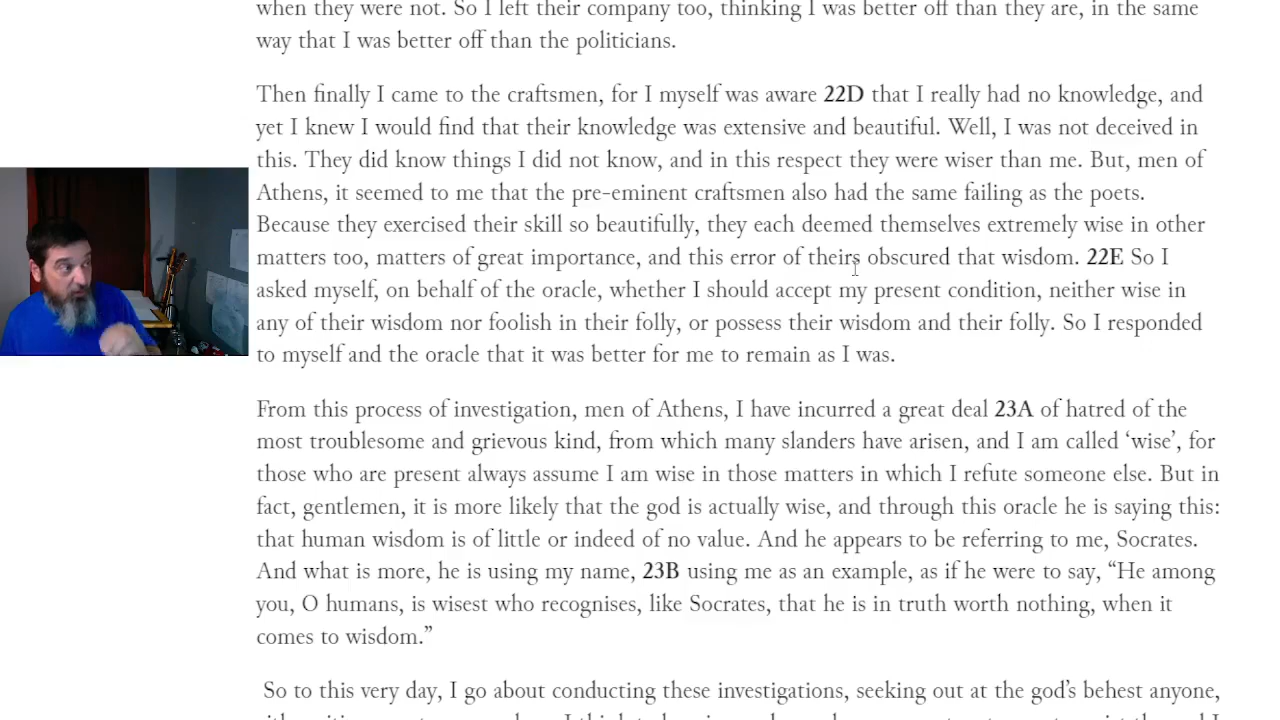 when they were not. So I left their company too, thinking I was better off than they are, in the same
way that I was better off than the politicians.
Then finally I came to the craftsmen, for I myself was aware 22D that I really had no knowledge, and
yet I knew I would find that their knowledge was extensive and beautiful. Well, I was not deceived in
this. They did know things I did not know, and in this respect they were wiser than me. But, men of
Athens, it seemed to me that the pre-eminent craftsmen also had the same failing as the poets.
Because they exercised their skill so beautifully, they each deemed themselves extremely wise in other
matters too, matters of great importance, and this error of theirs obscured that wisdom. 22E So I
asked myself, on behalf of the oracle, whether I should accept my present condition, neither wise in
any of their wisdom nor foolish in their folly, or possess their wisdom and their folly. So I responded
to myself and the oracle that it was better for me to remain as I was.
From this process of investigation, men of Athens, I have incurred a great deal 23A of hatred of the
most troublesome and grievous kind, from which many slanders have arisen, and I am called ‘wise’, for
those who are present always assume I am wise in those matters in which I refute someone else. But in
fact, gentlemen, it is more likely that the god is actually wise, and through this oracle he is saying this:
that human wisdom is of little or indeed of no value. And he appears to be referring to me, Socrates.
And what is more, he is using my name, 23B using me as an example, as if he were to say, “He among
you, O humans, is wisest who recognises, like Socrates, that he is in truth worth nothing, when it
comes to wisdom.”
So to this very day, I go about conducting these investigations, seeking out at the god’s behest anyone,